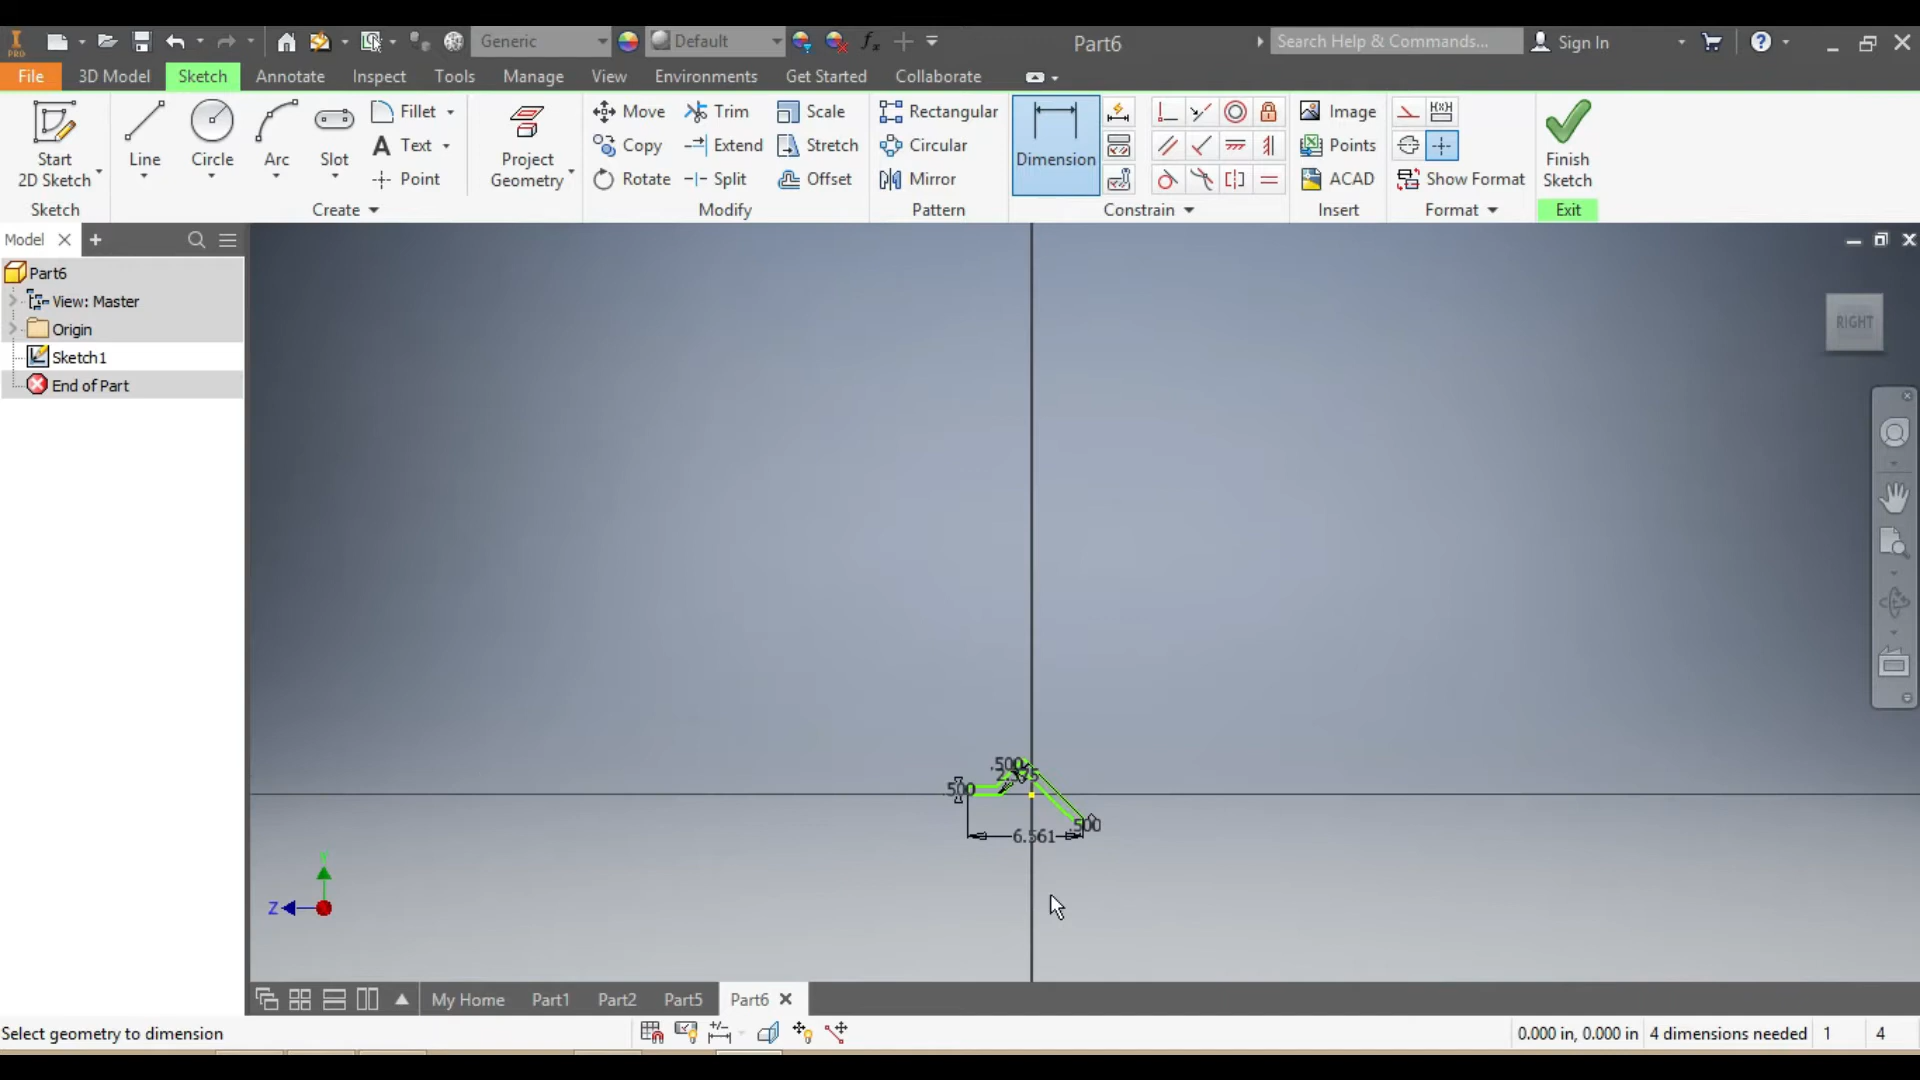 PRO
Generic
Default
Part6
Search Help & Commands...
Sign In
File
3D Model
Sketch
Annotate
Inspect
Tools
Manage
View
Environments
Get Started
Collaborate
Start
2D Sketch
Line
Circle
Arc
Slot
Fillet
Text
Point
Project
Geometry
Move
Copy
Rotate
Trim
Extend
Split
Scale
Stretch
Offset
Rectangular
Circular
Mirror
Dimension
Image
Points
ACAD
Show Format
Finish
Sketch
Sketch
Create
Modify
Pattern
Constrain
Insert
Format
Exit
Model
Part6
View: Master
Origin
Sketch1
End of Part
RIGHT
.500
.500
6.561
.500
Y
Z
My Home
Part1
Part2
Part5
Part6
Select geometry to dimension
0.000 in, 0.000 in
4 dimensions needed
1
4